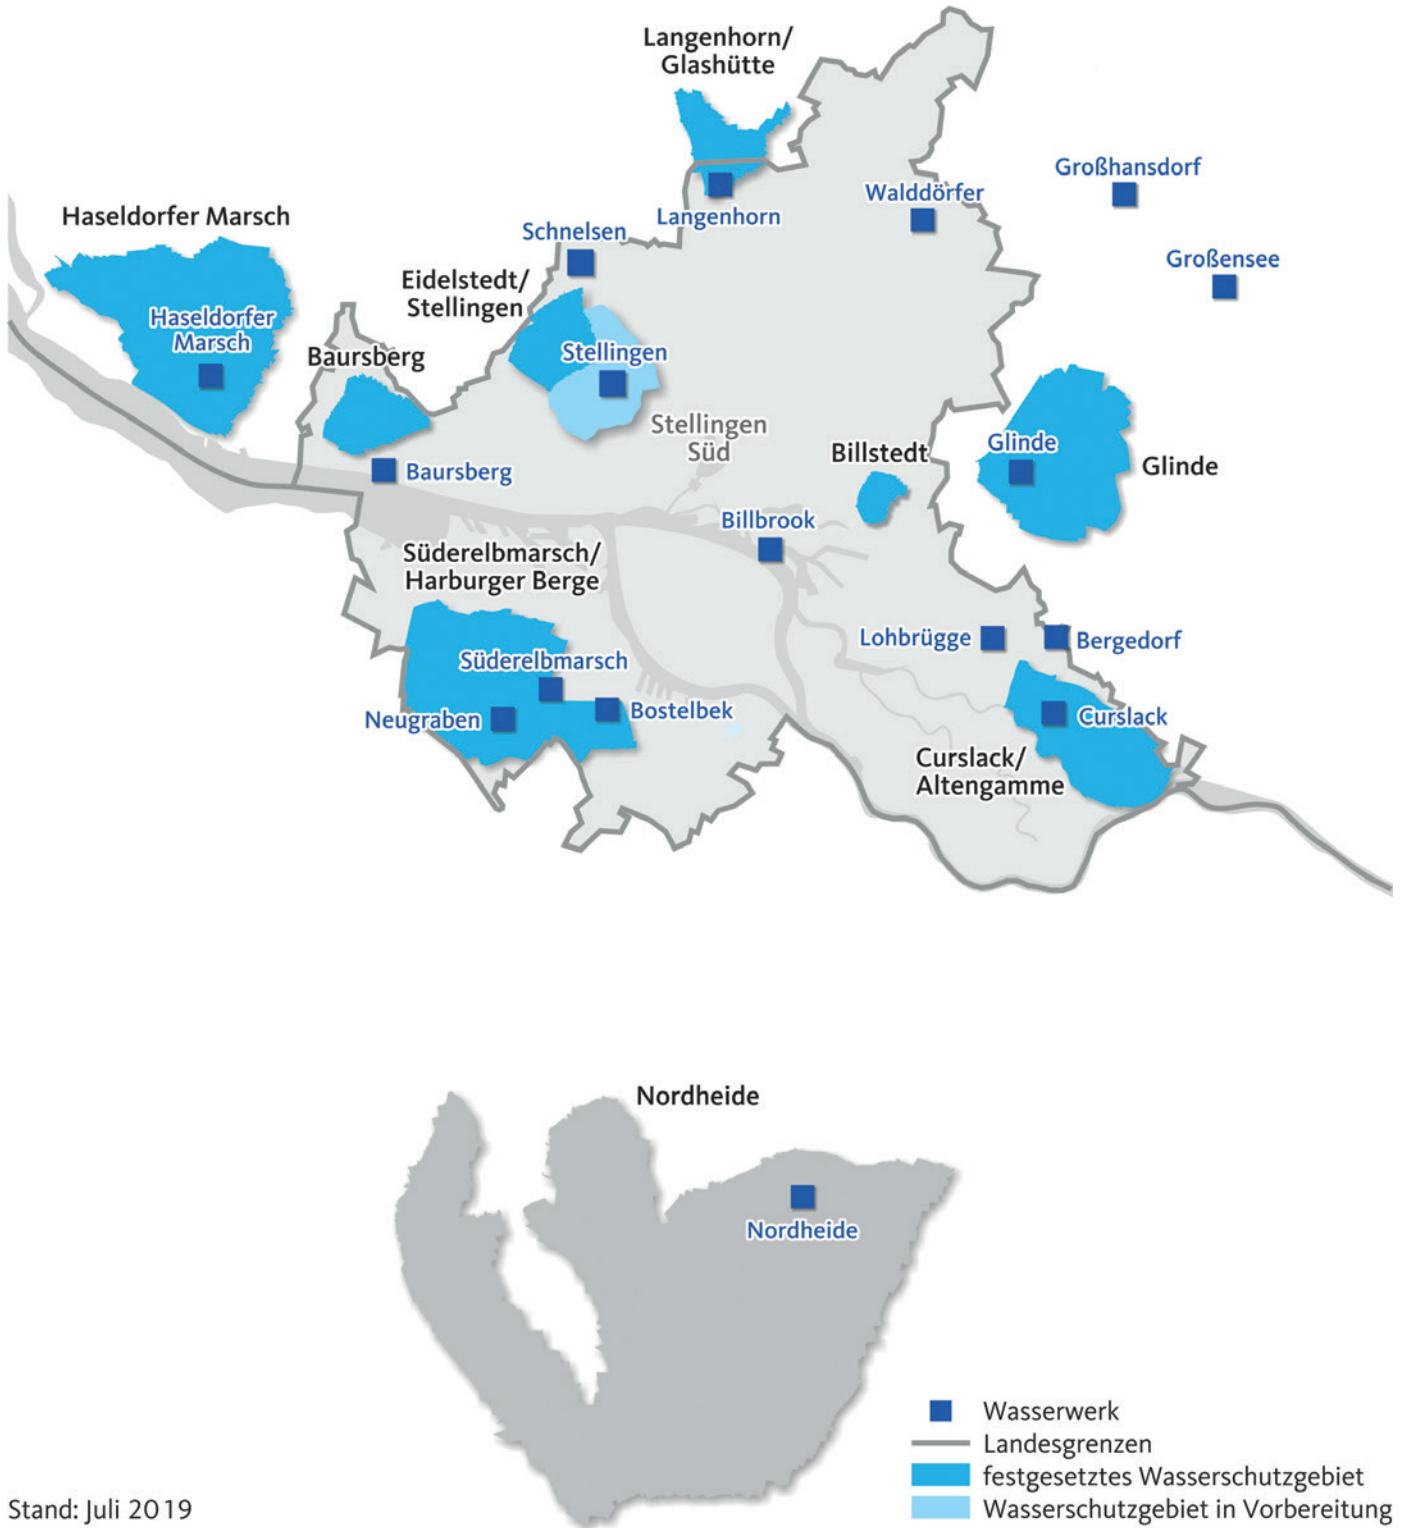 Langenhorn/
Glashütte
Großhansdorf
Walddörfer
Langenhorn
Haseldorfer Marsch
Schnelsen
Großensee
Eidelstedt/
Stellingen
Haseldorfer
Marsch
Baursberg
Stellingen
Stellingen
Süd
Billstedt
Glinde
Glinde
Baursberg
Billbrook
Süderelbmarsch/
Harburger Berge
Lohbrügge
Bergedorf
Süderelbmarsch
Neugraben
Bostelbek
Curslack
Curslack/
Altengamme
Nordheide
Nordheide
Wasserwerk
Landesgrenzen
festgesetztes Wasserschutzgebiet
Wasserschutzgebiet in Vorbereitung
Stand: Juli 2019